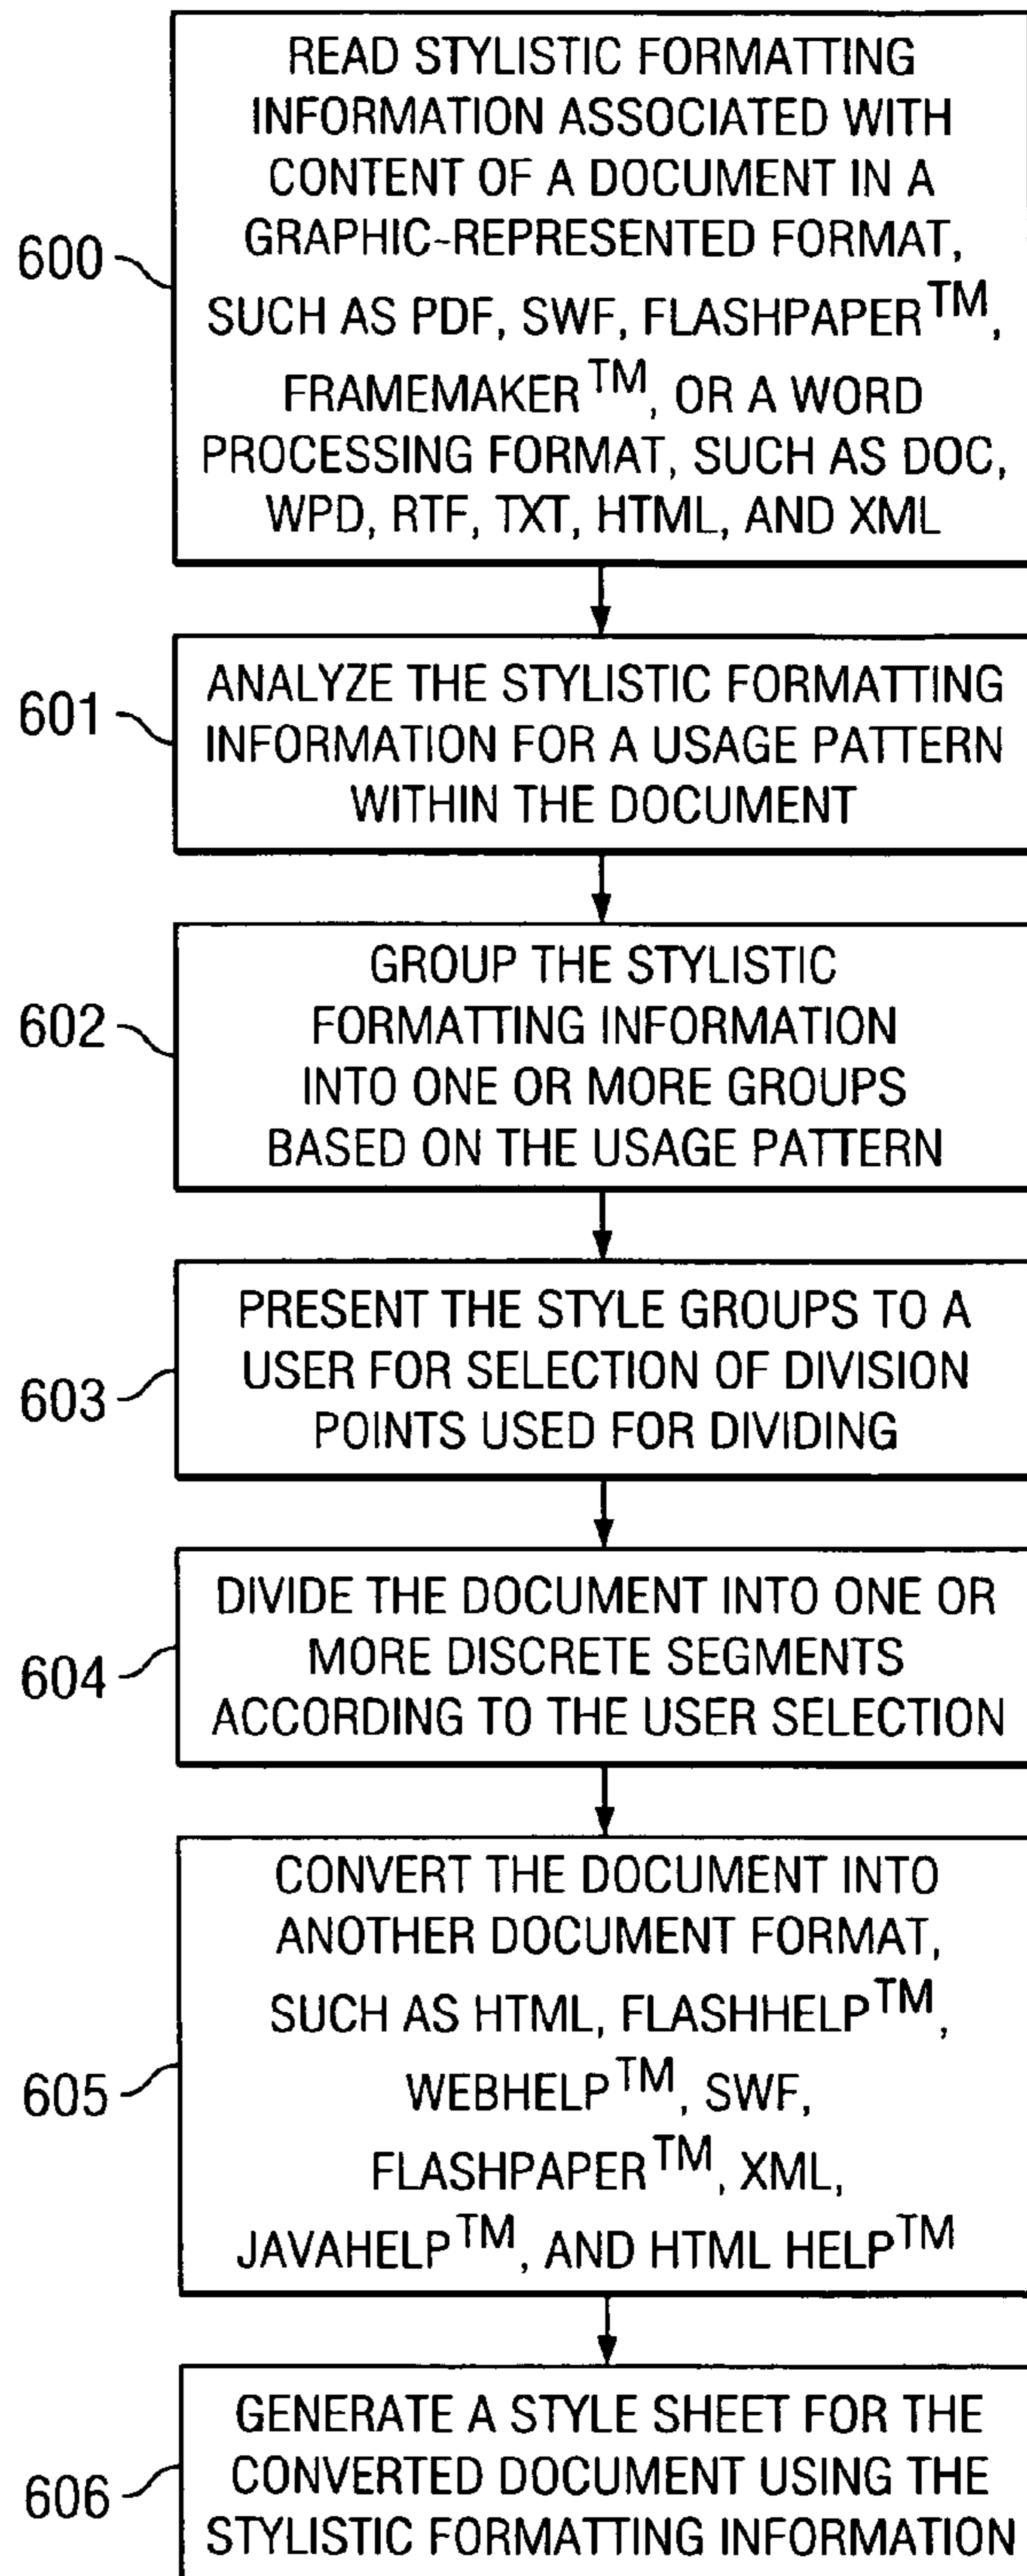 READ STYLISTIC FORMATTING
INFORMATION ASSOCIATED WITH
CONTENT OF A DOCUMENT IN A
GRAPHIC-REPRESENTED FORMAT,
600
SUCH AS PDF, SWF, FLASHPAPER™,
FRAMEMAKER™, OR A WORD
PROCESSING FORMAT, SUCH AS DOC,
WPD, RTF, TXT, HTML, AND XML
ANALYZE THE STYLISTIC FORMATTING
601
INFORMATION FOR A USAGE PATTERN
WITHIN THE DOCUMENT
GROUP THE STYLISTIC
FORMATTING INFORMATION
602
INTO ONE OR MORE GROUPS
BASED ON THE USAGE PATTERN
PRESENT THE STYLE GROUPS TO A
USER FOR SELECTION OF DIVISION
603
POINTS USED FOR DIVIDING
DIVIDE THE DOCUMENT INTO ONE OR
MORE DISCRETE SEGMENTS
604
ACCORDING TO THE USER SELECTION
CONVERT THE DOCUMENT INTO
ANOTHER DOCUMENT FORMAT,
SUCH AS HTML, FLASHHELP™,
605
WEBHELP™, SWF,
FLASHPAPER™, XML,
JAVAHELP™, AND HTML HELP™
GENERATE A STYLE SHEET FOR THE
CONVERTED DOCUMENT USING THE
606
STYLISTIC FORMATTING INFORMATION